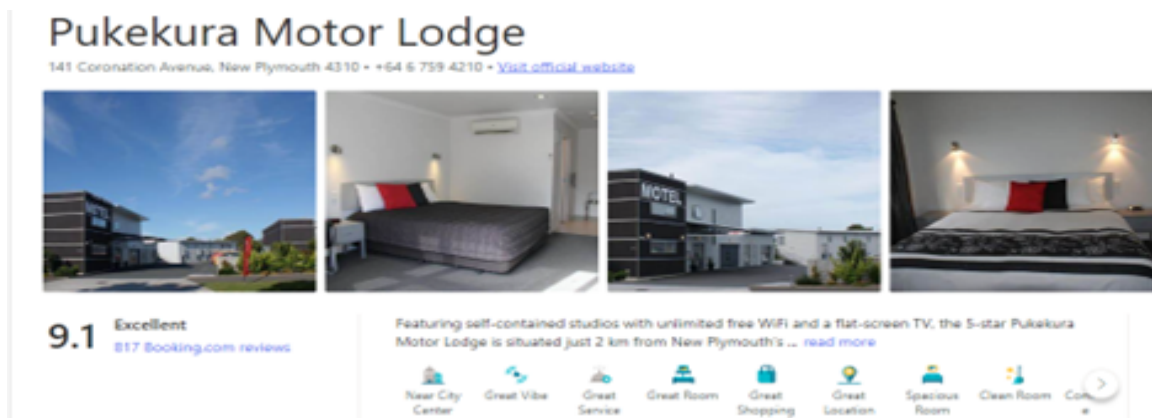 Pukekura Motor Lodge
141 Coronation Avenue, New Plymouth 4310 • +64 6 759 4210 • Visit official website
MOTEL
9.1
Excellent
817 Booking.com reviews
Featuring self-contained studios with unlimited free WiFi and a flat-screen TV, the 5-star Pukekura
Motor Lodge is situated just 2 km from New Plymouth's ... read more
Near City
Center
Great Vibe
Great
Service
Great Room
Great
Shopping
Great
Location
Spacious
Room
Clean Room